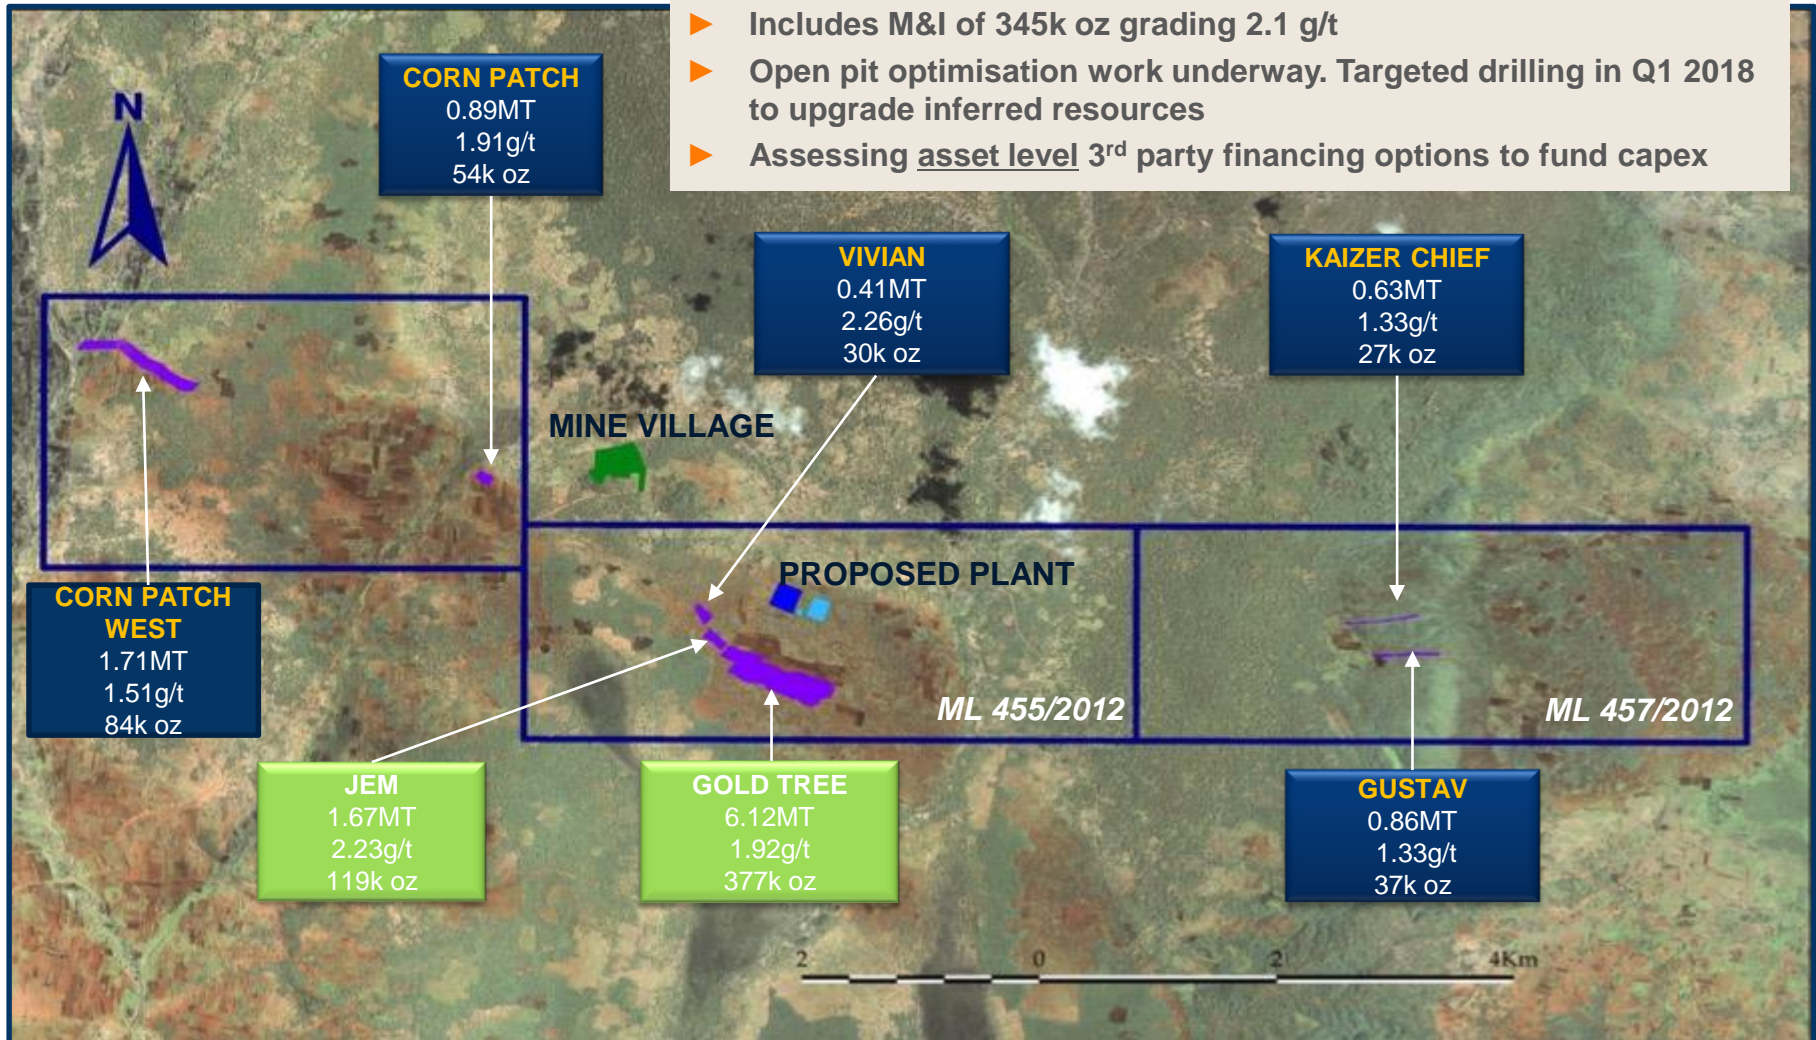 ► Includes M&I of 345k oz grading 2.1 g/t
► Open pit optimisation work underway. Targeted drilling in Q1 2018
to upgrade inferred resources
► Assessing asset level 3rd party financing options to fund capex
CORN PATCH
0.89MT
1.91g/t
54k oz
N
VIVIAN
0.41MT
2.26g/t
30k oz
KAIZER CHIEF
0.63MT
1.33g/t
27k oz
MINE VILLAGE
PROPOSED PLANT
CORN PATCH
WEST
1.71MT
1.51g/t
84k oz
ML 455/2012
ML 457/2012
JEM
1.67MT
2.23g/t
119k oz
GOLD TREE
6.12MT
1.92g/t
377k oz
GUSTAV
0.86MT
1.33g/t
37k oz
2 0 2 4Km